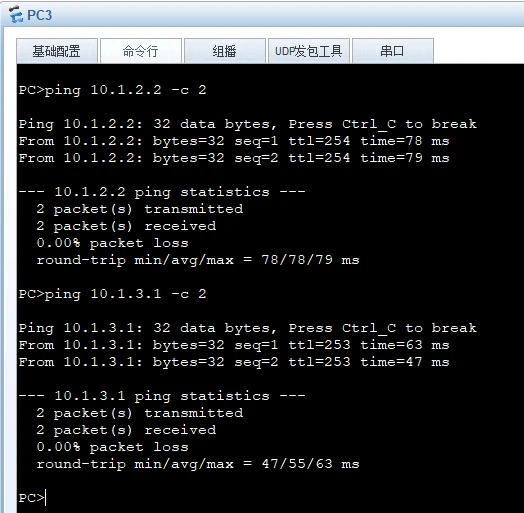 PC3
基础配置 命令行 组播 UDP发包工具 串口
PC>ping 10.1.2.2 -c 2
Ping 10.1.2.2: 32 data bytes, Press Ctrl_C to break
From 10.1.2.2: bytes=32 seq=1 ttl=254 time=78 ms
From 10.1.2.2: bytes=32 seq=2 ttl=254 time=79 ms
--- 10.1.2.2 ping statistics ---
2 packet(s) transmitted
2 packet(s) received
0.00% packet loss
round-trip min/avg/max = 78/78/79 ms
PC>ping 10.1.3.1 -c 2
Ping 10.1.3.1: 32 data bytes, Press Ctrl_C to break
From 10.1.3.1: bytes=32 seq=1 ttl=253 time=63 ms
From 10.1.3.1: bytes=32 seq=2 ttl=253 time=47 ms
--- 10.1.3.1 ping statistics ---
2 packet(s) transmitted
2 packet(s) received
0.00% packet loss
round-trip min/avg/max = 47/55/63 ms
PC>